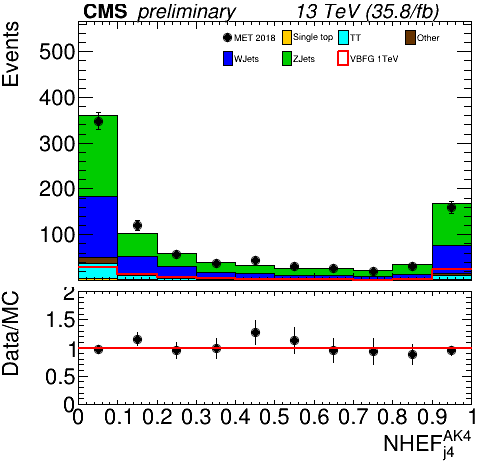 CMS preliminary 13 TeV (35.8/fb)
Events
500
400
300
200
100
MET 2018 Single top TT Other
WJets ZJets VBFG 1TeV
Data/MC
2
1.5
1
0.5
0
0 0.1 0.2 0.3 0.4 0.5 0.6 0.7 0.8 0.9 1
NHEF^AK4_j4